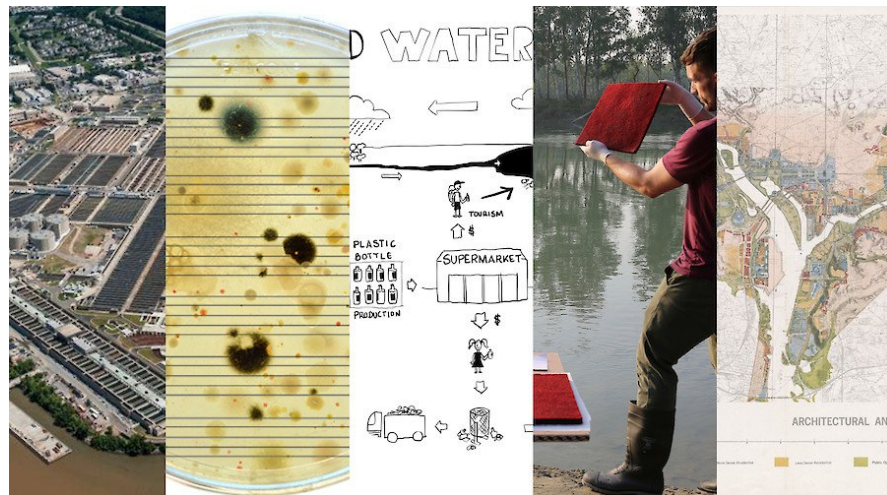 D WATER
TOURISM
$
PLASTIC
BOTTLE
PRODUCTION
SUPERMARKET
$
ARCHITECTURAL AN